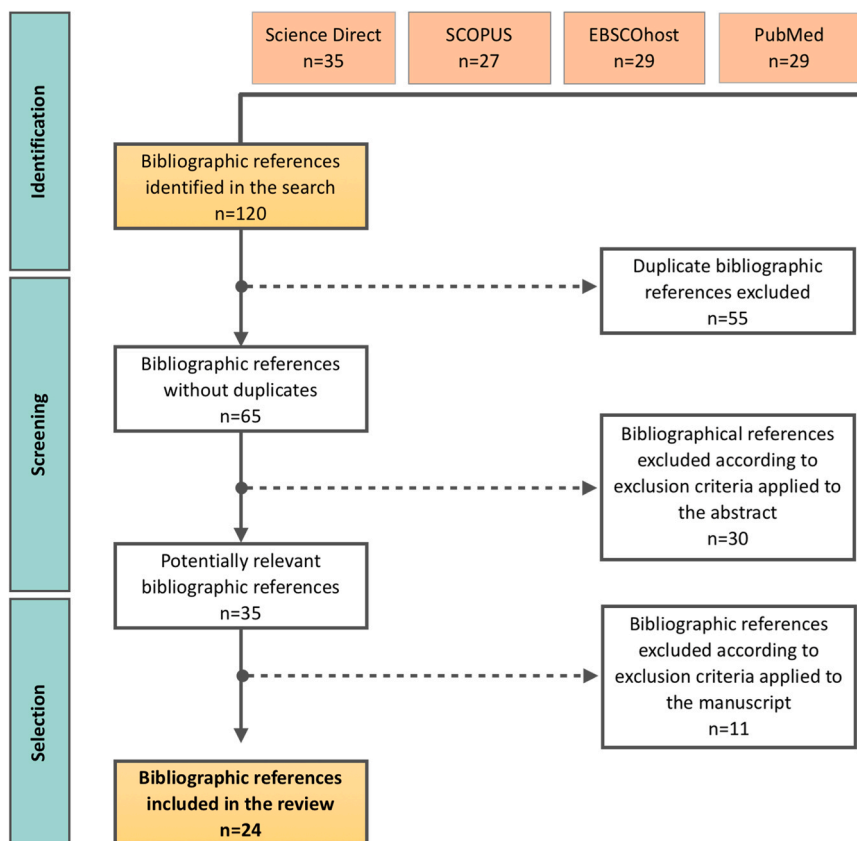 Science Direct
n=35
SCOPUS
n=27
EBSCOhost
n=29
PubMed
n=29
Identification
Bibliographic references
identified in the search
n=120
Duplicate bibliographic
references excluded
n=55
Screening
Bibliographic references
without duplicates
n=65
Bibliographical references
excluded according to
exclusion criteria applied to
the abstract
n=30
Potentially relevant
bibliographic references
n=35
Selection
Bibliographic references
excluded according to
exclusion criteria applied to
the manuscript
n=11
Bibliographic references
included in the review
n=24